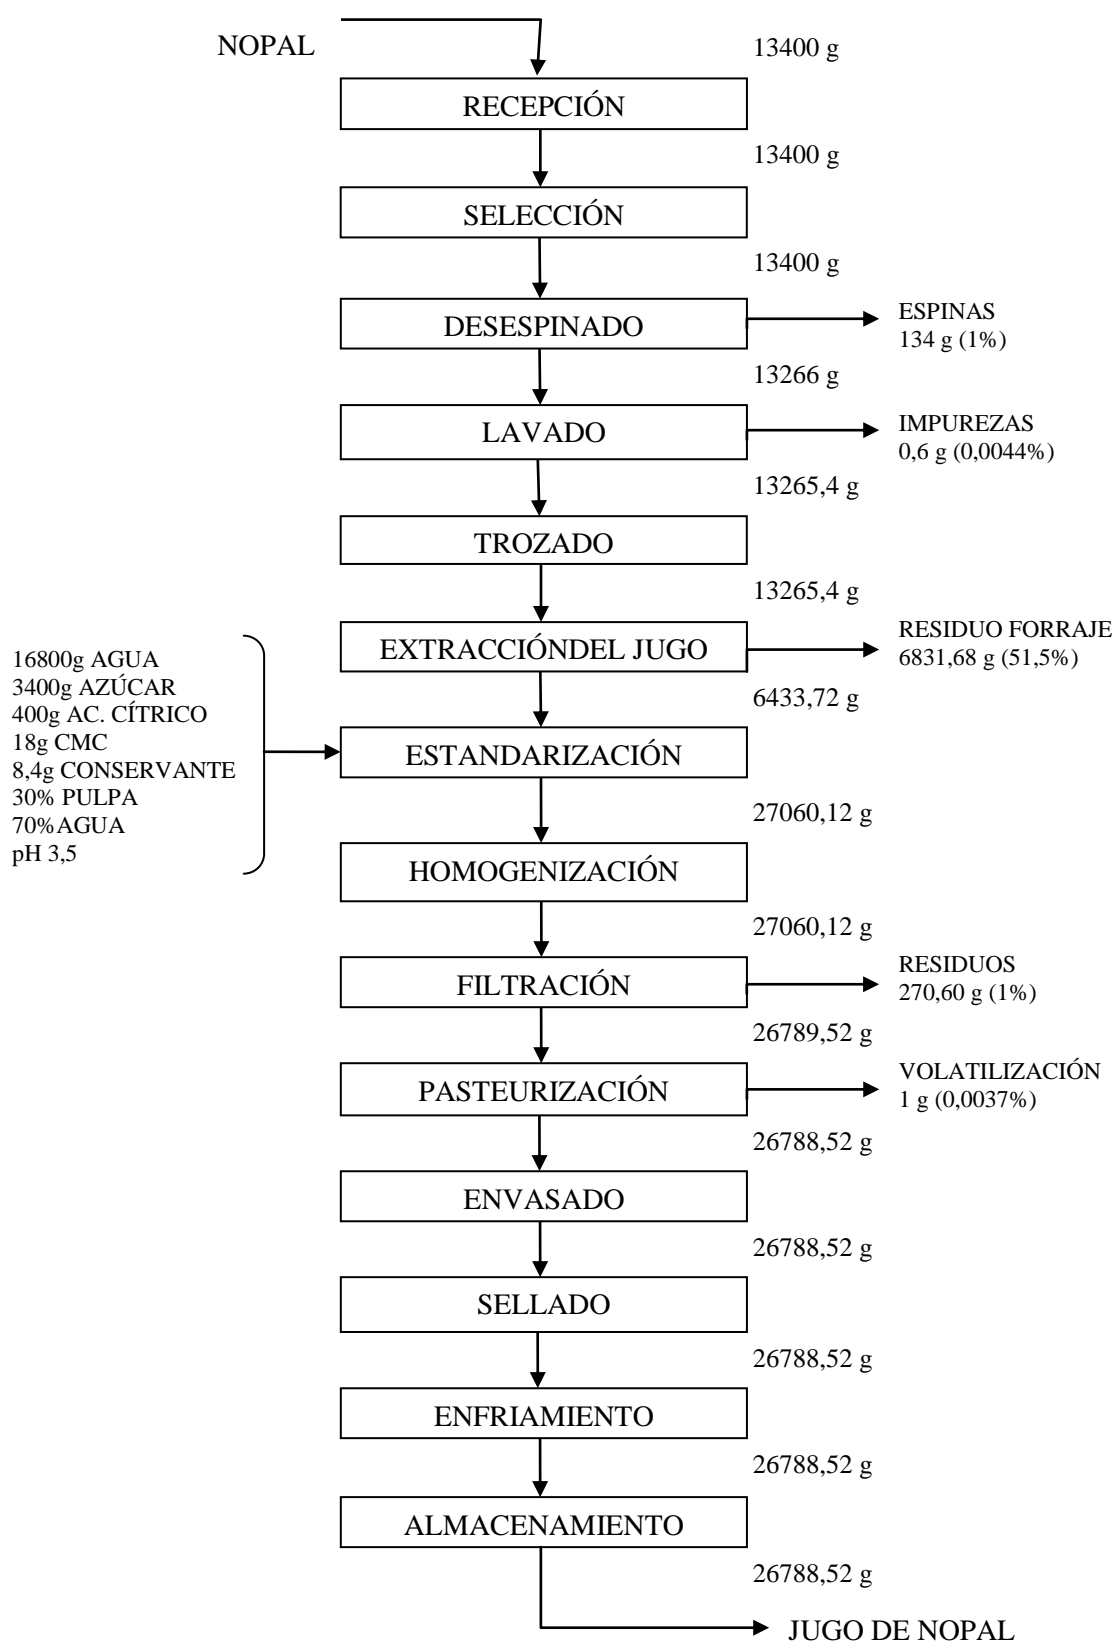 NOPAL
13400 g
RECEPCIÓN
13400 g
SELECCIÓN
13400 g
DESESPINADO
ESPINAS
134 g (1%)
13266 g
LAVADO
IMPUREZAS
0,6 g (0,0044%)
13265,4 g
TROZADO
13265,4 g
EXTRACCIÓNDEL JUGO
RESIDUO FORRAJE
6831,68 g (51,5%)
6433,72 g
16800g AGUA
3400g AZÚCAR
400g AC. CÍTRICO
18g CMC
8,4g CONSERVANTE
30% PULPA
70%AGUA
pH 3,5
ESTANDARIZACIÓN
27060,12 g
HOMOGENIZACIÓN
27060,12 g
FILTRACIÓN
RESIDUOS
270,60 g (1%)
26789,52 g
PASTEURIZACIÓN
VOLATILIZACIÓN
1 g (0,0037%)
26788,52 g
ENVASADO
26788,52 g
SELLADO
26788,52 g
ENFRIAMIENTO
26788,52 g
ALMACENAMIENTO
26788,52 g
JUGO DE NOPAL